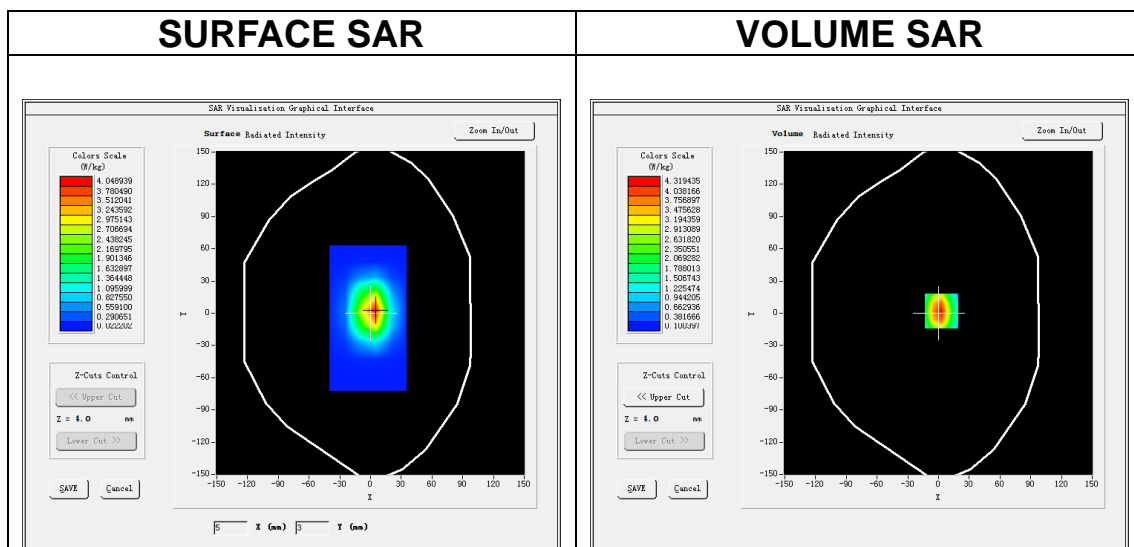 SURFACE SAR
VOLUME SAR
SAR Visualisation Graphical Interface
Surface Radiated Intensity
Zoom In/Out
Colors Scale
(W/kg)
4.048939
3.780490
3.512041
3.243592
2.975143
2.706694
2.438245
2.169795
1.901346
1.632897
1.364448
1.095999
0.827550
0.559100
0.290651
0.022202
150
120
90
60
30
0
-30
-60
-90
-120
-150
Y
-150 -120 -90 -60 -30 0 30 60 90 120 150
X
Z-Cuts Control
<< Upper Cut
Z = 4.0 mm
Lower Cut >>
SAVE Cancel
5 X (mm) 3 Y (mm)
SAR Visualisation Graphical Interface
Volume Radiated Intensity
Zoom In/Out
Colors Scale
(W/kg)
4.319435
4.038166
3.756897
3.475628
3.194359
2.913089
2.631820
2.350551
2.069282
1.788013
1.506743
1.225474
0.944205
0.662936
0.381666
0.100397
150
120
90
60
30
0
-30
-60
-90
-120
-150
Y
-150 -120 -90 -60 -30 0 30 60 90 120 150
X
Z-Cuts Control
<< Upper Cut
Z = 4.0 mm
Lower Cut >>
SAVE Cancel